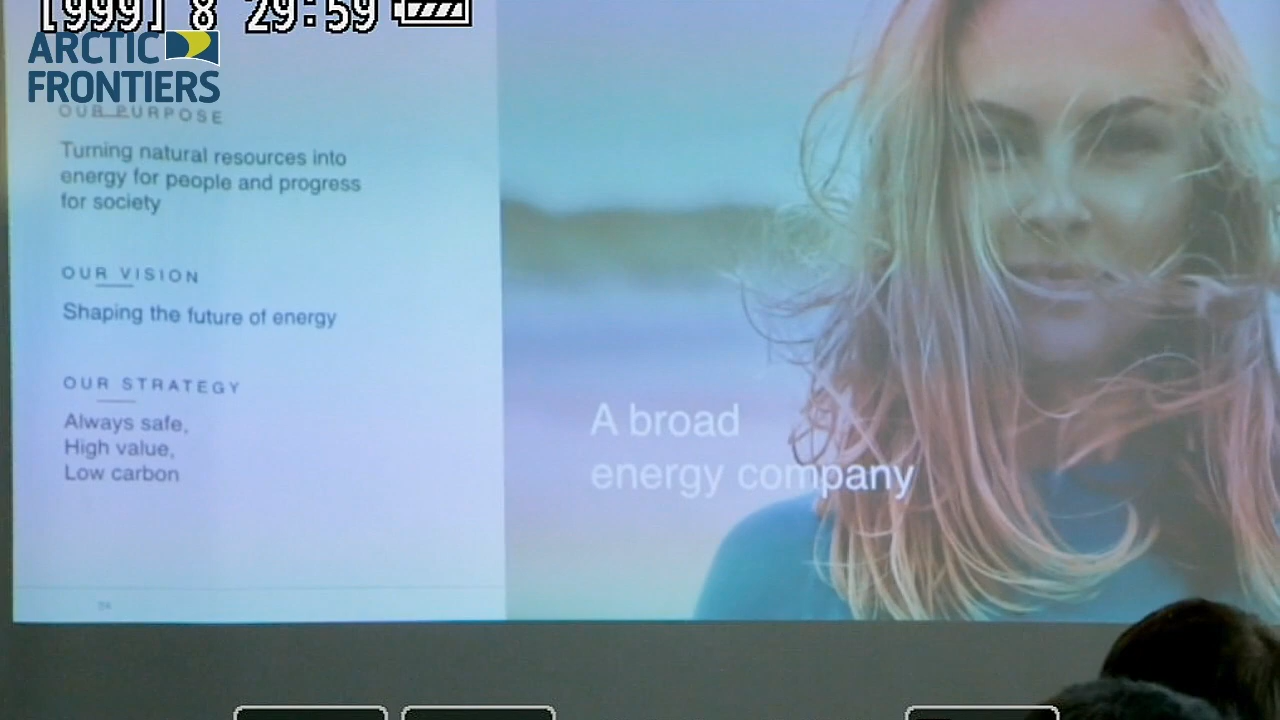 [999] 8 29:59
ARCTIC
FRONTIERS
OUR PURPOSE
Turning natural resources into
energy for people and progress
for society
OUR VISION
Shaping the future of energy
OUR STRATEGY
Always safe,
High value,
Low carbon
A broad
energy company